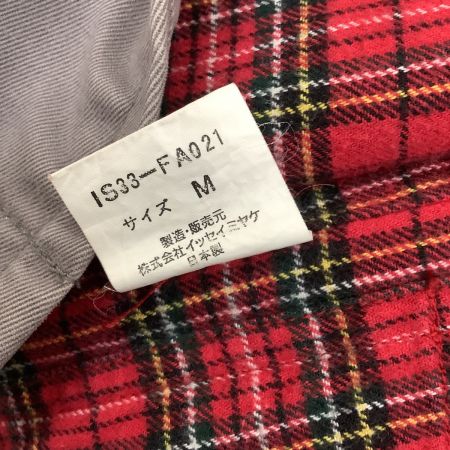 IS33-FA021
サイズ M
製造・販売元
株式会社イッセイミヤケ
日本製